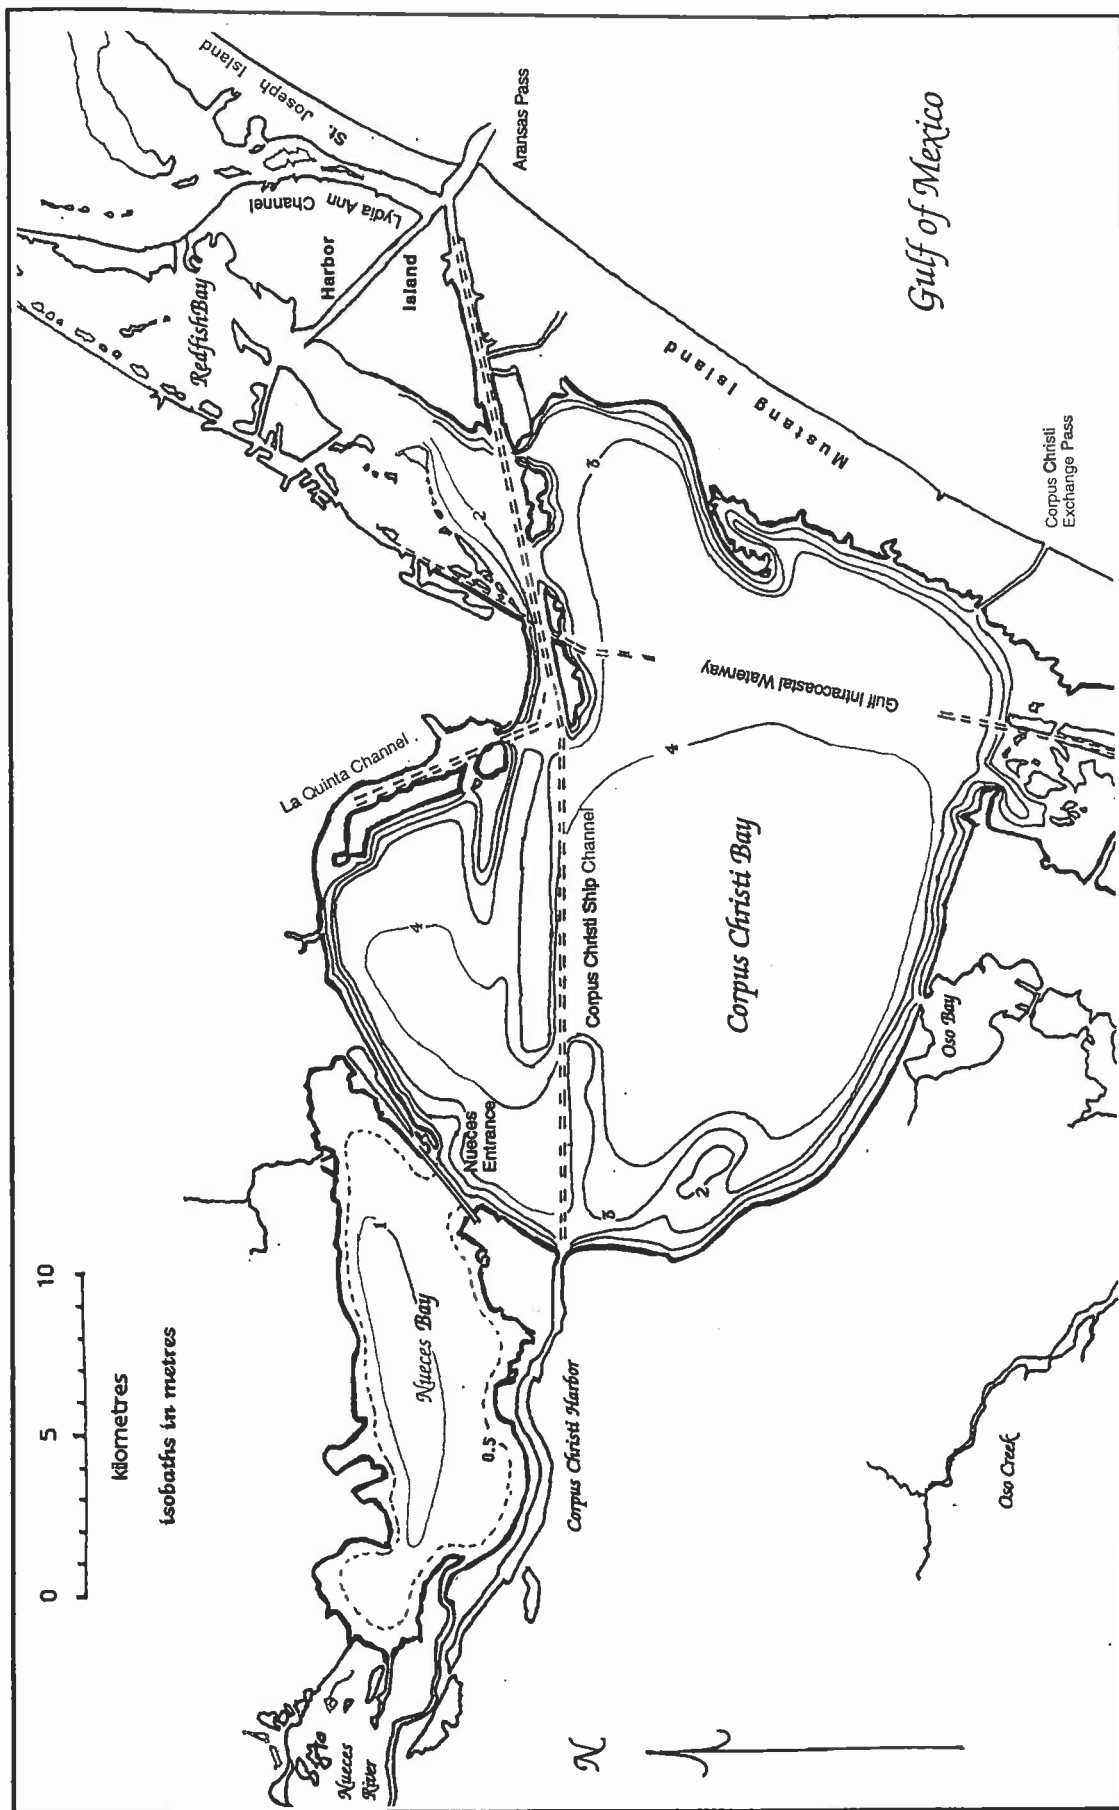 0 5 10
kilometres
isobaths in metres
N
Nueces
River
Nueces Bay
1
0.5
Corpus Christi Harbor
Nueces
Entrance
La Quinta Channel
4
Corpus Christi Ship Channel
Corpus Christi Bay
4
3
2
Oso Bay
Oso Creek
Gulf Intracoastal Waterway
3
2
Redfish Bay
Harbor
Island
Lydia Ann Channel
St. Joseph Island
Aransas Pass
Mustang Island
Corpus Christi
Exchange Pass
Gulf of Mexico